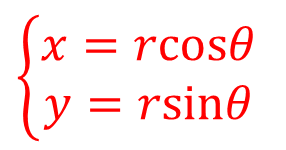 x = rcosθ
y = rsinθ